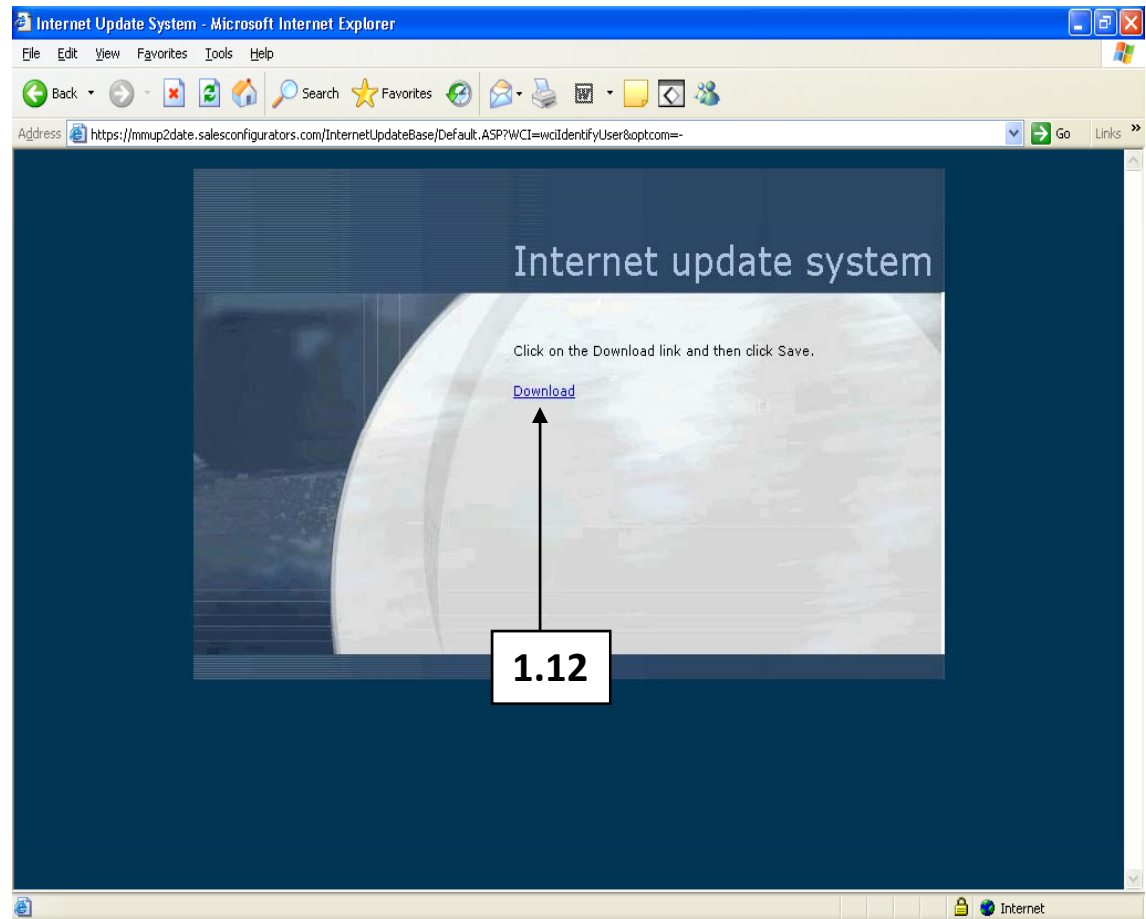 Internet Update System - Microsoft Internet Explorer
File Edit View Favorites Tools Help
Back Search Favorites
Address https://mmup2date.salesconfigurators.com/InternetUpdateBase/Default.ASP?WCI=wciIdentifyUser&optcom=- Go Links »
Internet update system
Click on the Download link and then click Save.
Download
1.12
Internet